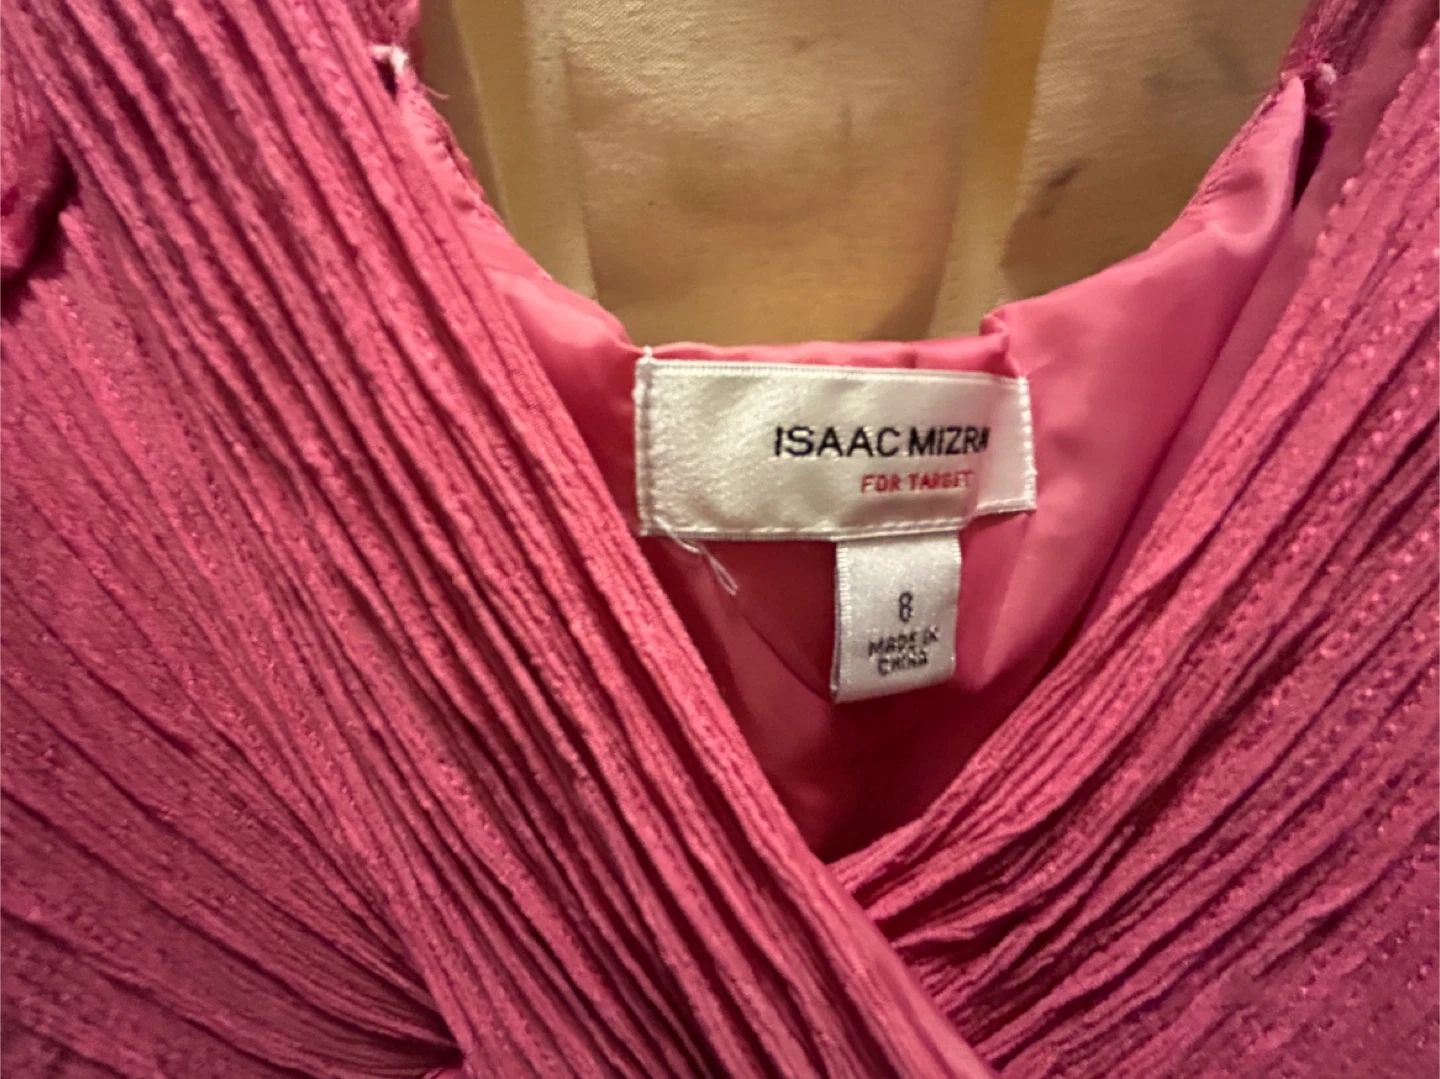 ISAAC MIZRA
FOR TARGET
8
MADE IN
CHINA